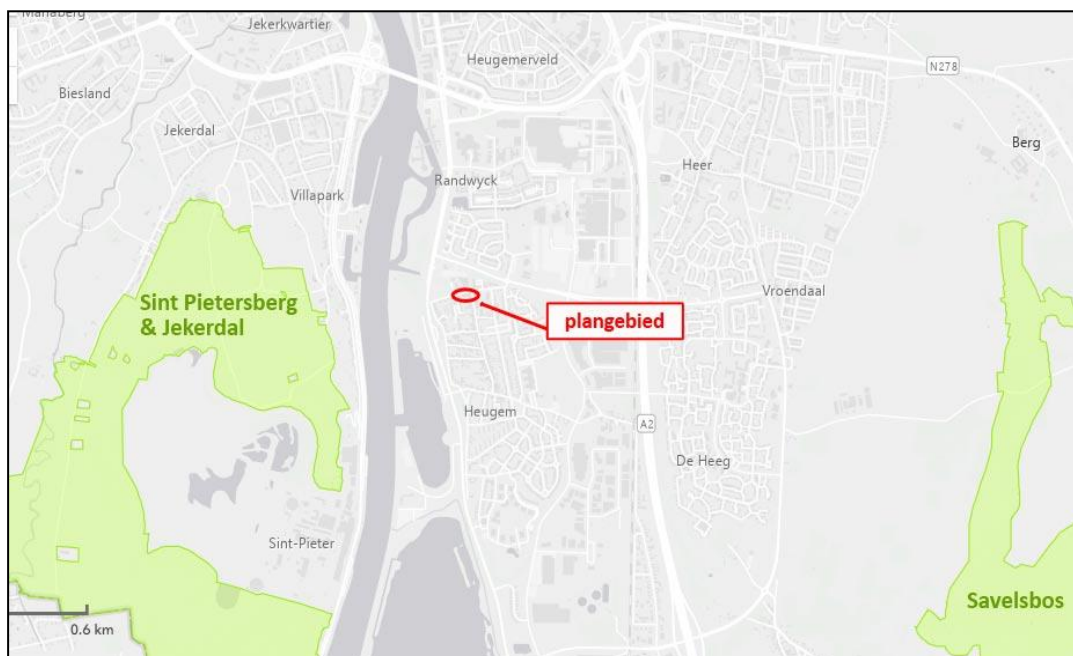 Mariaberg
Jekerkwartier
Heugemerveld
N278
Biesland
Jekerdal
Berg
Heer
Randwyck
Villapark
Vroendaal
Sint Pietersberg
& Jekerdal
plangebied
Heugem
A2
De Heeg
Sint-Pieter
Savelsbos
0.6 km